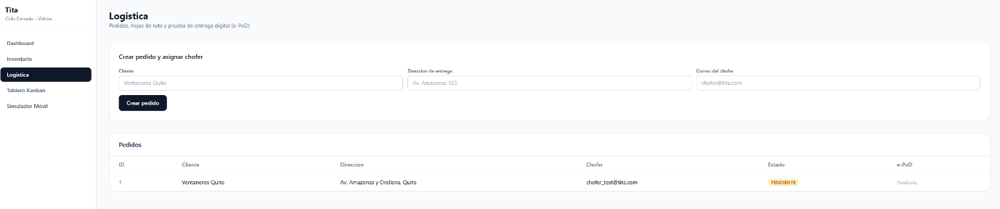 Tita
Ciclo Cerrado - Vidrios
Dashboard
Inventario
Logistica
Tablero Kanban
Simulador Móvil
Logistica
Pedidos, hojas de ruta y prueba de entrega digital (e-PoD)
Crear pedido y asignar chofer
Cliente Direccion de entrega Correo del chofer
Ventaneros Quito Av. Amazonas 123 chofer@tita.com
Crear pedido
Pedidos
ID Cliente Direccion Chofer Estado e-PoD
1 Ventaneros Quito Av. Amazonas y Orellana, Quito chofer_test@tita.com PENDIENTE Pendiente